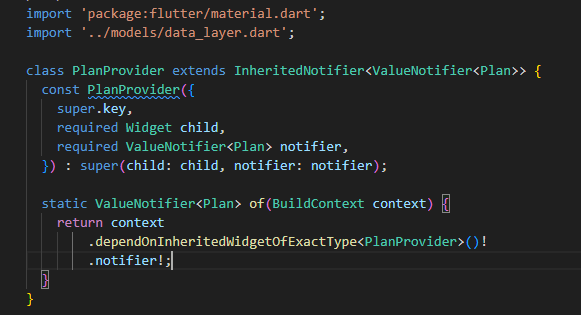 import 'package:flutter/material.dart';
import '../models/data_layer.dart';

class PlanProvider extends InheritedNotifier<ValueNotifier<Plan>> {
  const PlanProvider({
    super.key,
    required Widget child,
    required ValueNotifier<Plan> notifier,
  }) : super(child: child, notifier: notifier);

  static ValueNotifier<Plan> of(BuildContext context) {
    return context
        .dependOnInheritedWidgetOfExactType<PlanProvider>()!
        .notifier!;
  }
}